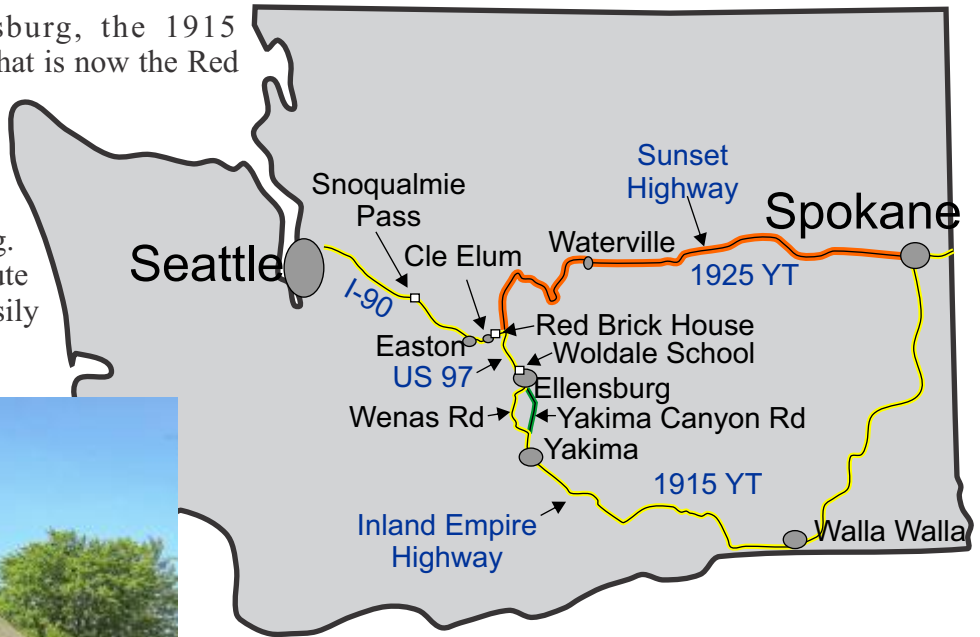 sburg, the 1915
hat is now the Red
g.
ute
sily
Sunset
Highway
Snoqualmie
Pass
Spokane
Waterville
Cle Elum
Seattle
1925 YT
I-90
Red Brick House
Easton
Woldale School
US 97
Ellensburg
Wenas Rd
Yakima Canyon Rd
Yakima
1915 YT
Inland Empire
Highway
Walla Walla